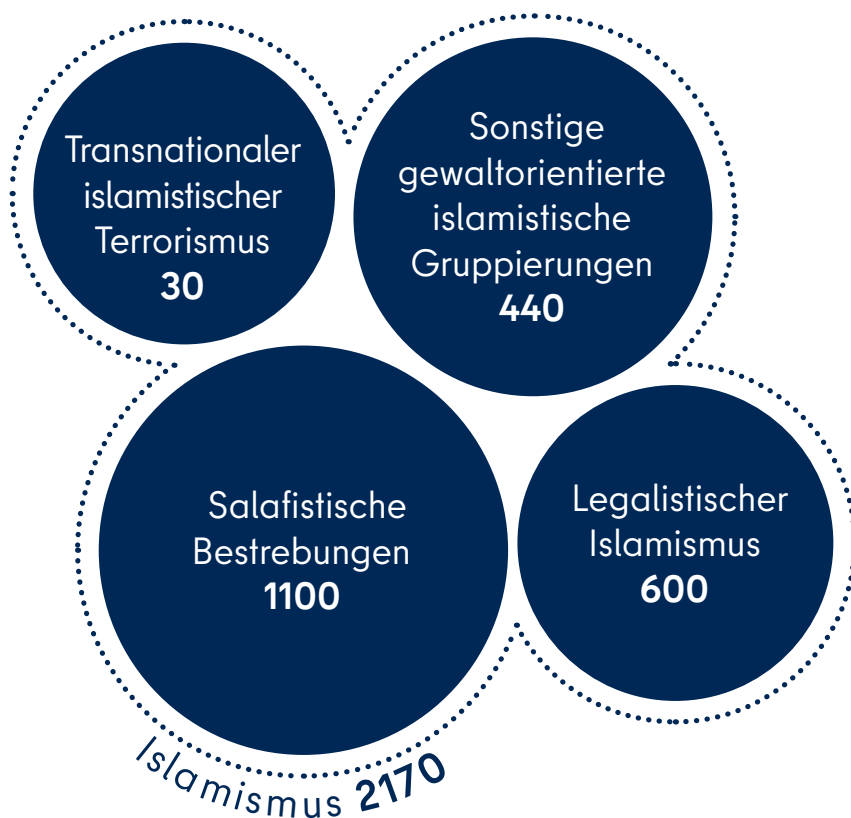 Transnationaler
islamistischer
Terrorismus
30
Sonstige
gewaltorientierte
islamistische
Gruppierungen
440
Salafistische
Bestrebungen
1100
Legalistischer
Islamismus
600
Islamismus 2170